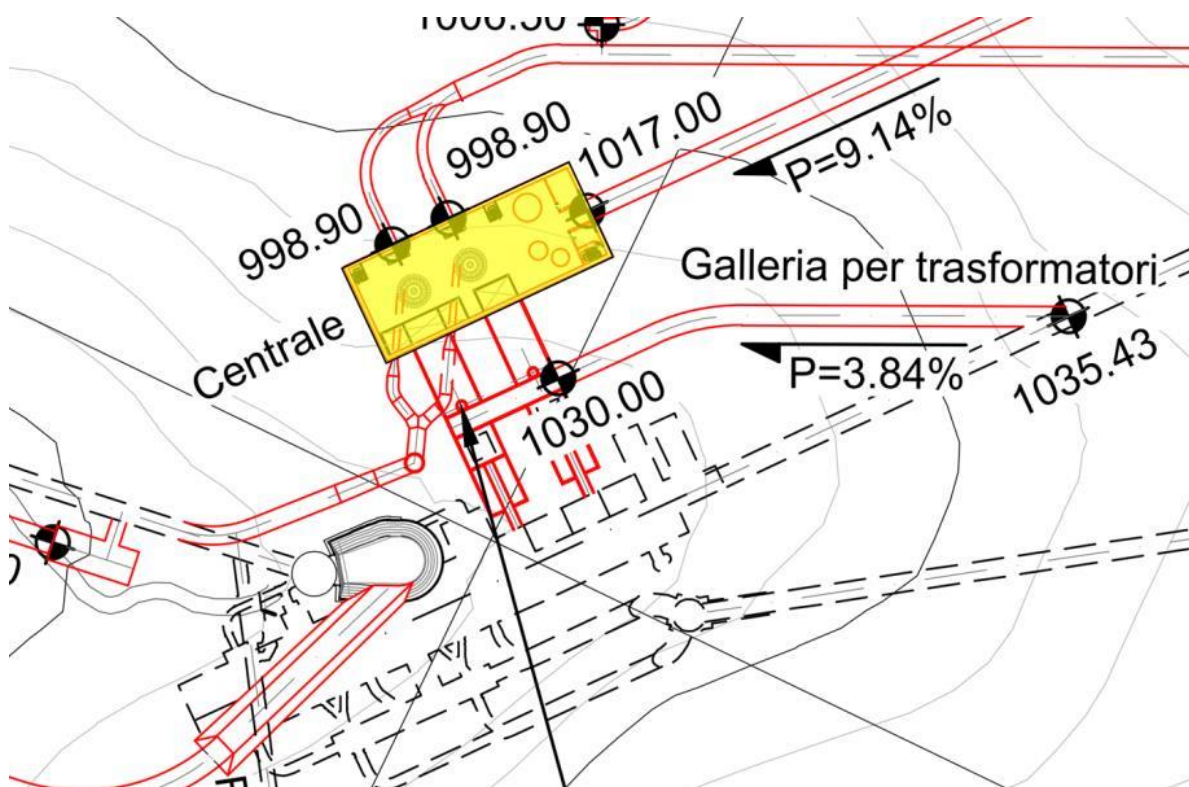 998.90
1017.00
998.90
P=9.14%
Galleria per trasformatori
Centrale
P=3.84%
1035.43
1030.00